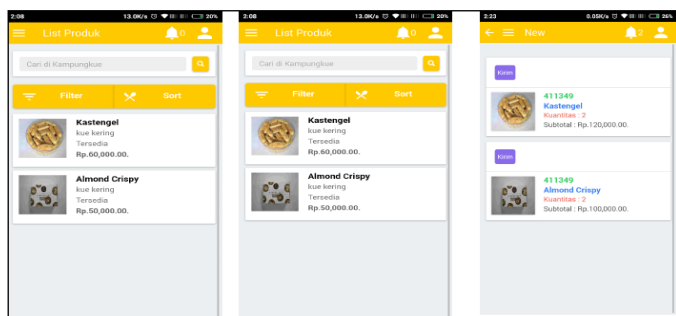 2:08 13.0K/s 20%
List Produk 0
Cari di Kampungkue
Filter Sort
Kastengel
kue kering
Tersedia
Rp.60,000.00.
Almond Crispy
kue kering
Tersedia
Rp.50,000.00.
2:08 13.0K/s 20%
List Produk 0
Cari di Kampungkue
Filter Sort
Kastengel
kue kering
Tersedia
Rp.60,000.00.
Almond Crispy
kue kering
Tersedia
Rp.50,000.00.
2:23 0.05K/s 26%
New 2
Kirim
411349
Kastengel
Kuantitas : 2
Subtotal : Rp.120,000.00.
Kirim
411349
Almond Crispy
Kuantitas : 2
Subtotal : Rp.100,000.00.